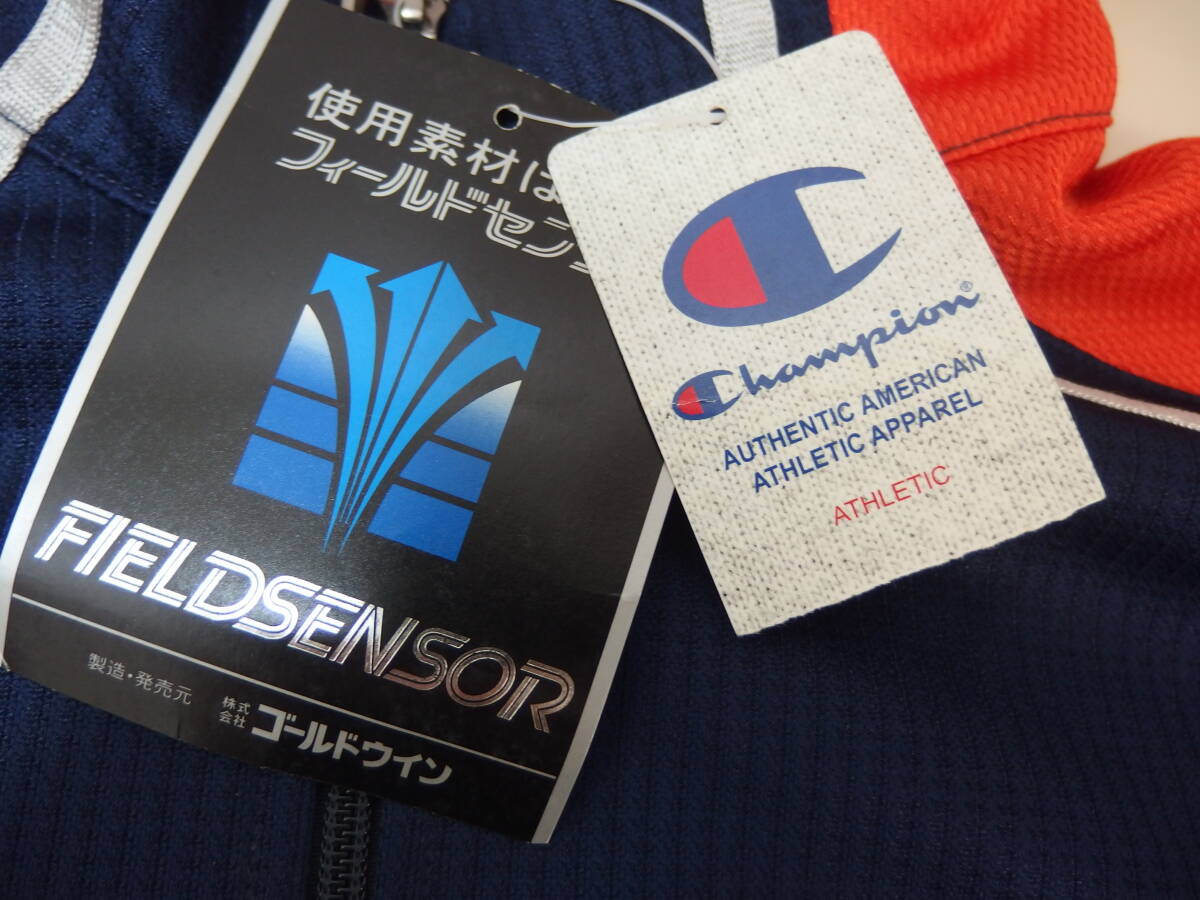 使用素材は
フィールドセン
FIELDSENSOR
製造・発売元 株式会社 ゴールドウイン
Champion®
AUTHENTIC AMERICAN
ATHLETIC APPAREL
ATHLETIC